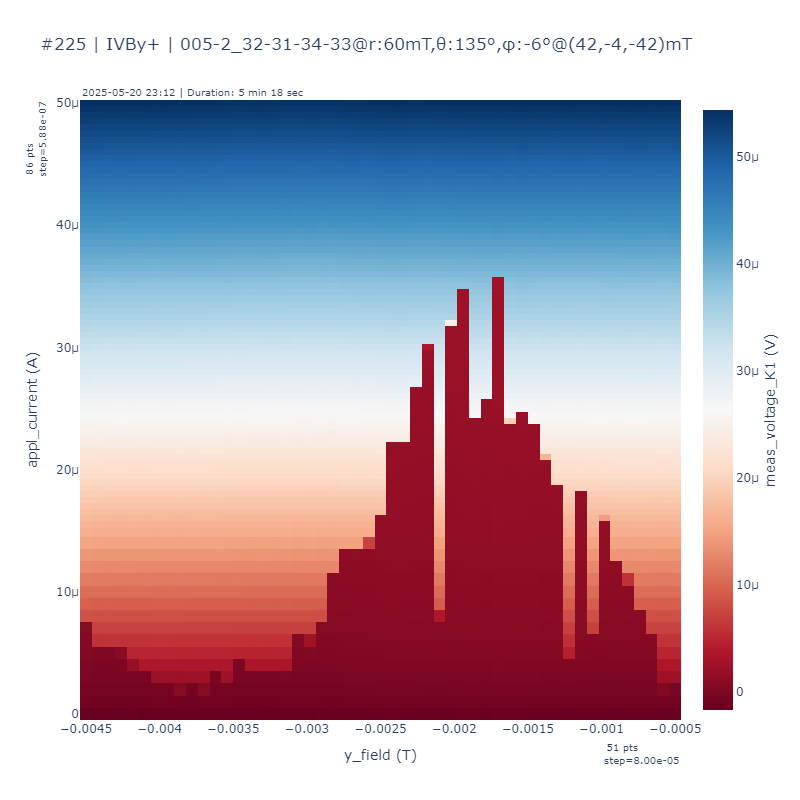 #225 | IVBy+ | 005-2_32-31-34-33@r:60mT,θ:135°,φ:-6°@(42,-4,-42)mT
2025-05-20 23:12 | Duration: 5 min 18 sec
86 pts
step=5.88e-07
50μ
40μ
30μ
20μ
10μ
0
appl_current (A)
−0.0045
−0.004
−0.0035
−0.003
−0.0025
−0.002
−0.0015
−0.001
−0.0005
y_field (T)
51 pts
step=8.00e-05
50μ
40μ
30μ
20μ
10μ
0
meas_voltage_K1 (V)